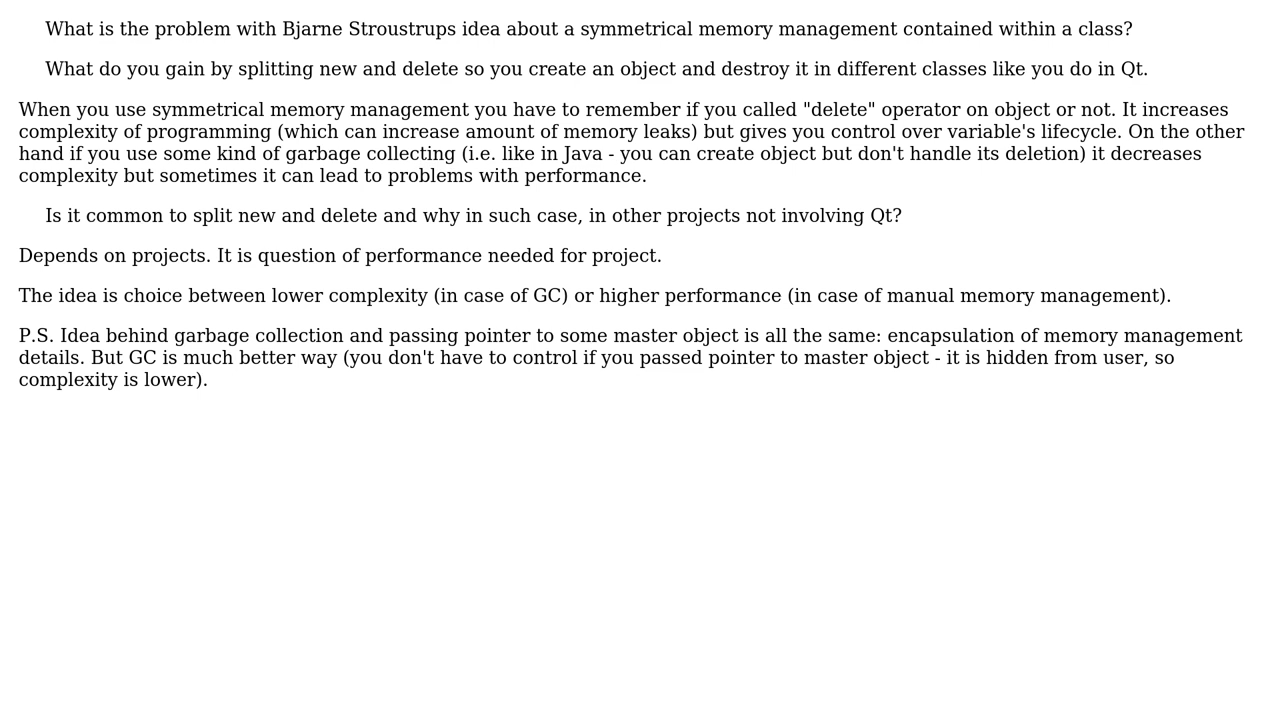 What is the problem with Bjarne Stroustrups idea about a symmetrical memory management contained within a class?
What do you gain by splitting new and delete so you create an object and destroy it in different classes like you do in Qt.
When you use symmetrical memory management you have to remember if you called "delete" operator on object or not. It increases
complexity of programming (which can increase amount of memory leaks) but gives you control over variable's lifecycle. On the other
hand if you use some kind of garbage collecting (i.e. like in Java - you can create object but don't handle its deletion) it decreases
complexity but sometimes it can lead to problems with performance.
Is it common to split new and delete and why in such case, in other projects not involving Qt?
Depends on projects. It is question of performance needed for project.
The idea is choice between lower complexity (in case of GC) or higher performance (in case of manual memory management).
P.S. Idea behind garbage collection and passing pointer to some master object is all the same: encapsulation of memory management
details. But GC is much better way (you don't have to control if you passed pointer to master object - it is hidden from user, so
complexity is lower).